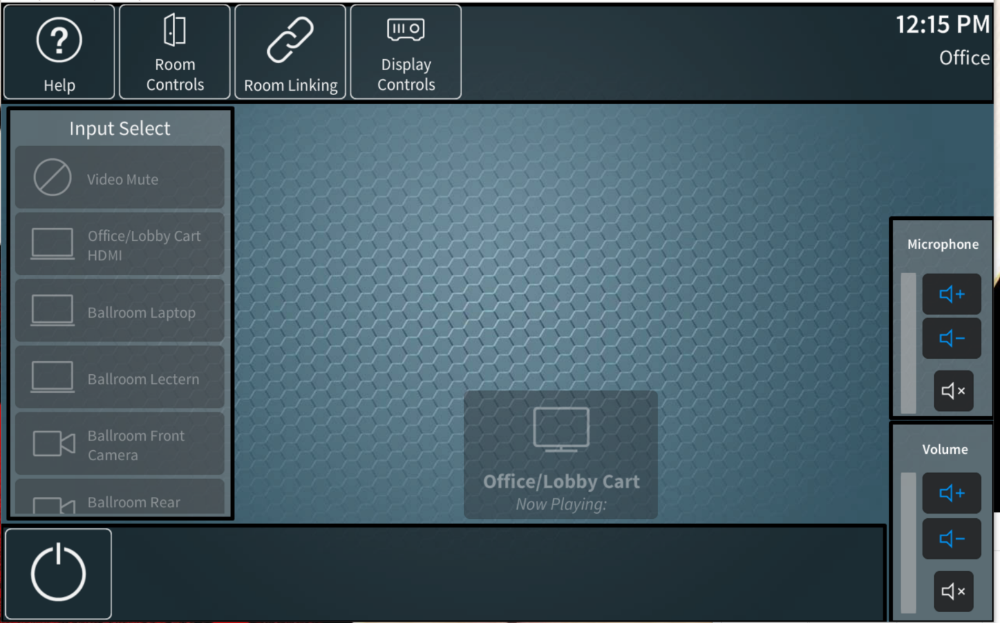 12:15 PM
Office
Help
Room
Controls
Room Linking
Display
Controls
Input Select
Video Mute
Office/Lobby Cart
HDMI
Ballroom Laptop
Ballroom Lectern
Ballroom Front
Camera
Ballroom Rear
Office/Lobby Cart
Now Playing:
Microphone
Volume